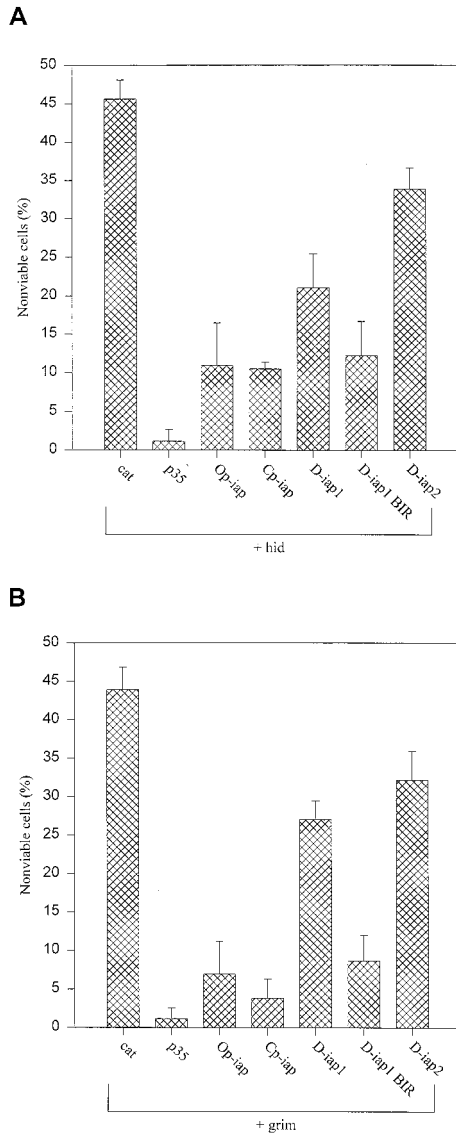 A
50
45
40
35
30
25
20
15
10
5
0
Nonviable cells (%)
cat
p35
Op-iap
Cp-iap
D-iap1
D-iap1 BIR
D-iap2
+ hid
B
50
45
40
35
30
25
20
15
10
5
0
Nonviable cells (%)
cat
p35
Op-iap
Cp-iap
D-iap1
D-iap1 BIR
D-iap2
+ grim